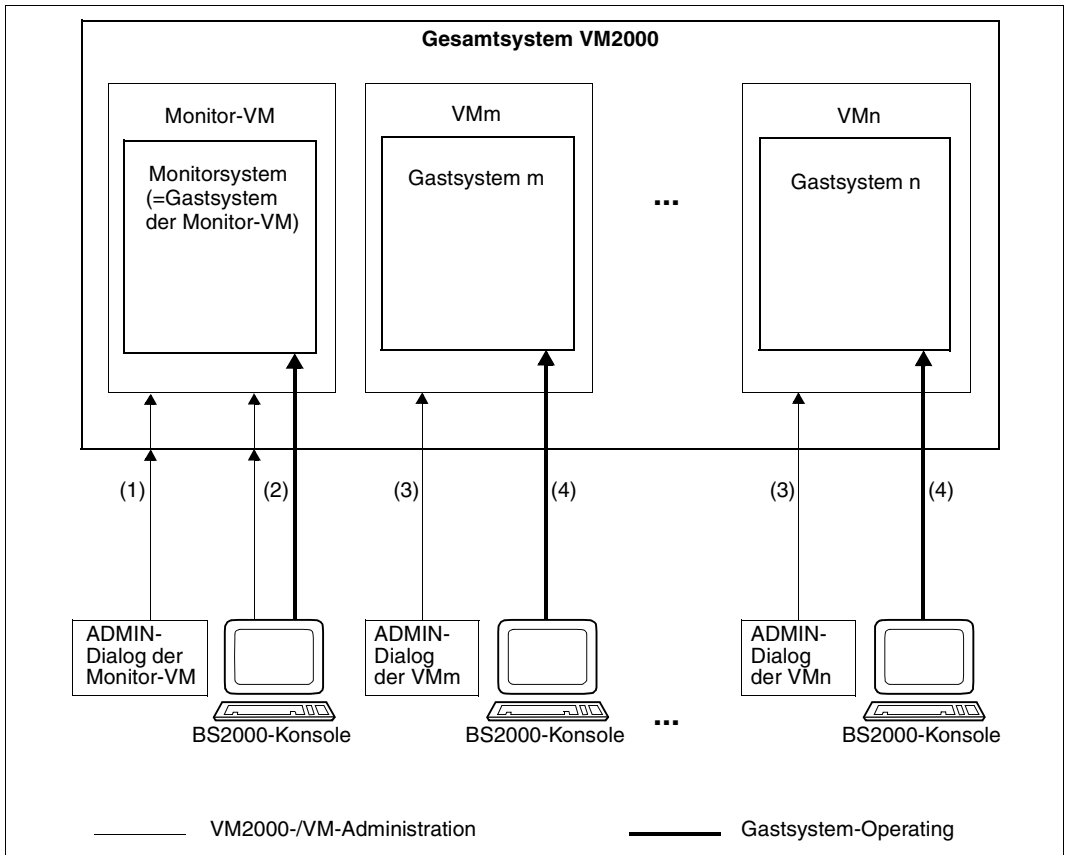 Gesamtsystem VM2000
Monitor-VM
VMm
VMn
Monitorsystem
(=Gastsystem
der Monitor-VM)
Gastsystem m
Gastsystem n
...
(1)
(2)
(3)
(4)
(3)
(4)
ADMIN-
Dialog der
Monitor-VM
ADMIN-
Dialog
der VMm
ADMIN-
Dialog
der VMn
BS2000-Konsole
BS2000-Konsole
...
BS2000-Konsole
VM2000-/VM-Administration
Gastsystem-Operating